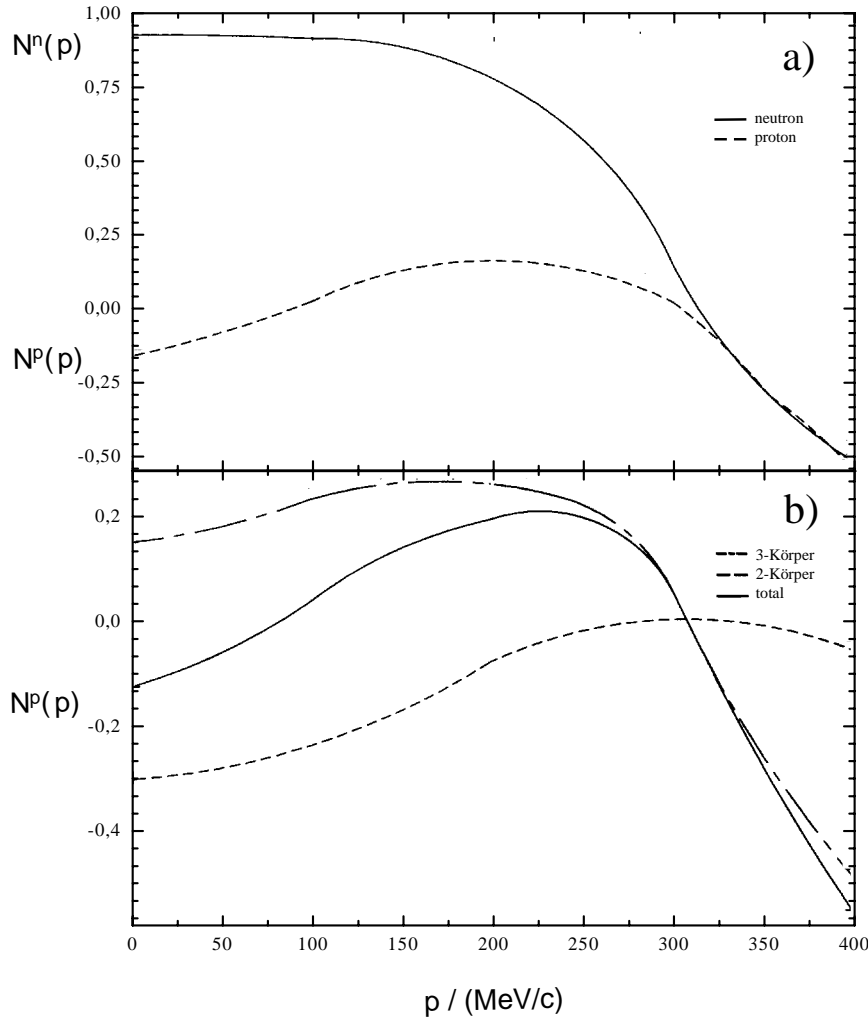 1,00
Nⁿ(p)
a)
0,75
neutron
proton
0,50
0,25
0,00
Nᵖ(p)
-0,25
-0,50
b)
0,2
3-Körper
2-Körper
total
0,0
Nᵖ(p)
-0,2
-0,4
0 50 100 150 200 250 300 350 400
p / (MeV/c)